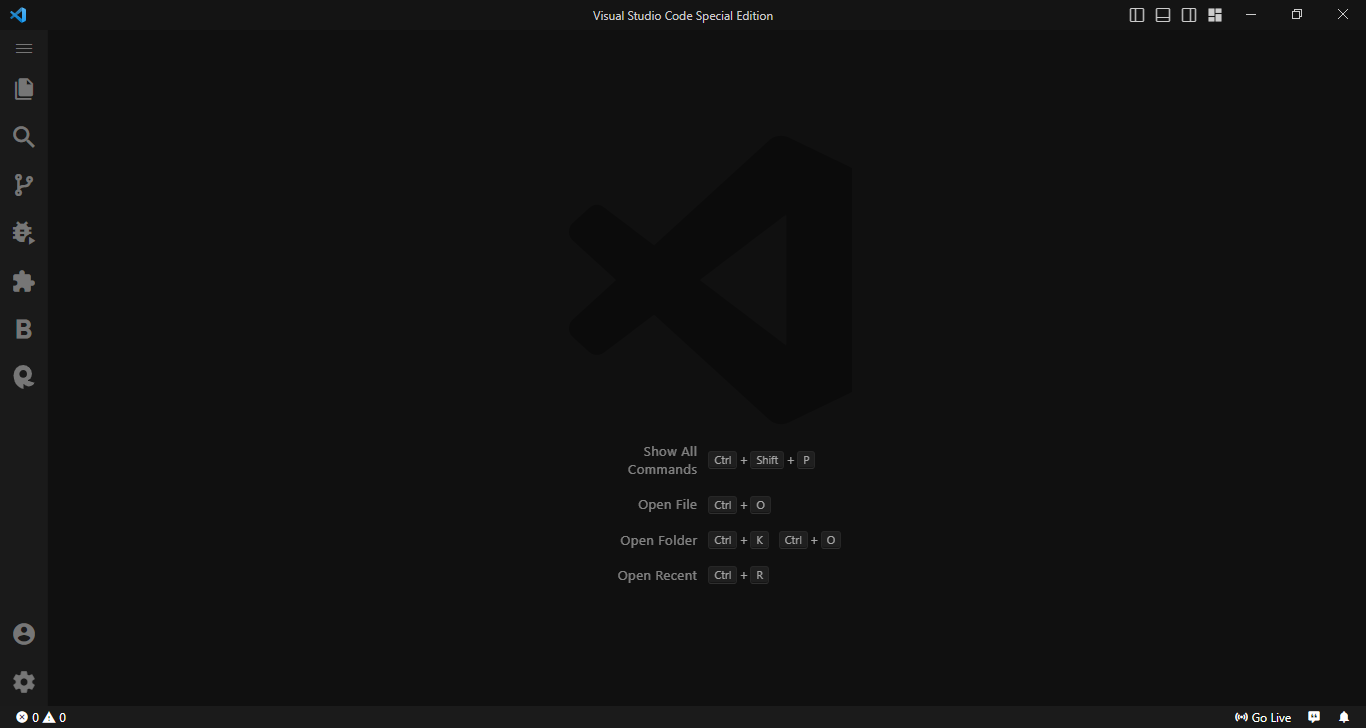 Visual Studio Code Special Edition
Show All
Commands
Ctrl + Shift + P
Open File Ctrl + O
Open Folder Ctrl + K Ctrl + O
Open Recent Ctrl + R
0 0
Go Live